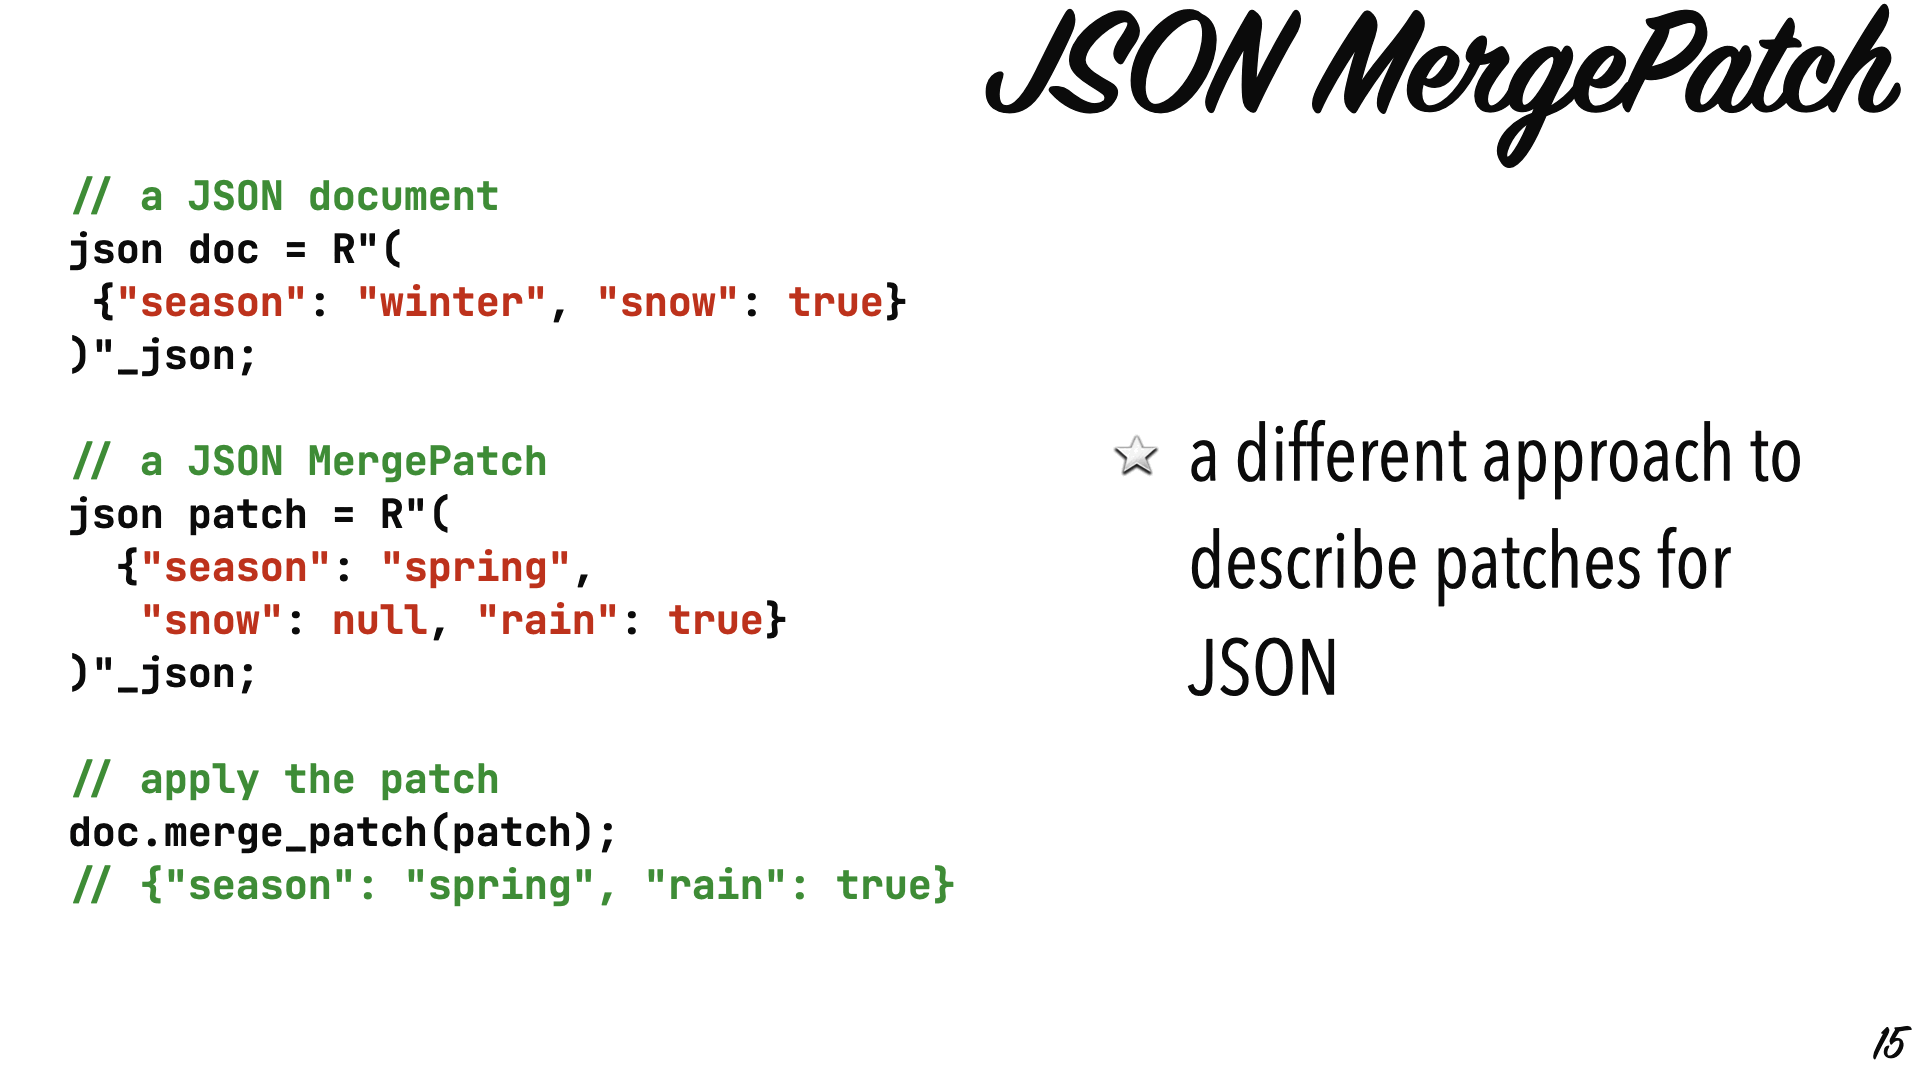 JSON MergePatch
// a JSON document
json doc = R"(
 {"season": "winter", "snow": true}
)"_json;
// a JSON MergePatch
json patch = R"(
  {"season": "spring",
   "snow": null, "rain": true}
)"_json;
// apply the patch
doc.merge_patch(patch);
// {"season": "spring", "rain": true}
a different approach to
describe patches for
JSON
15